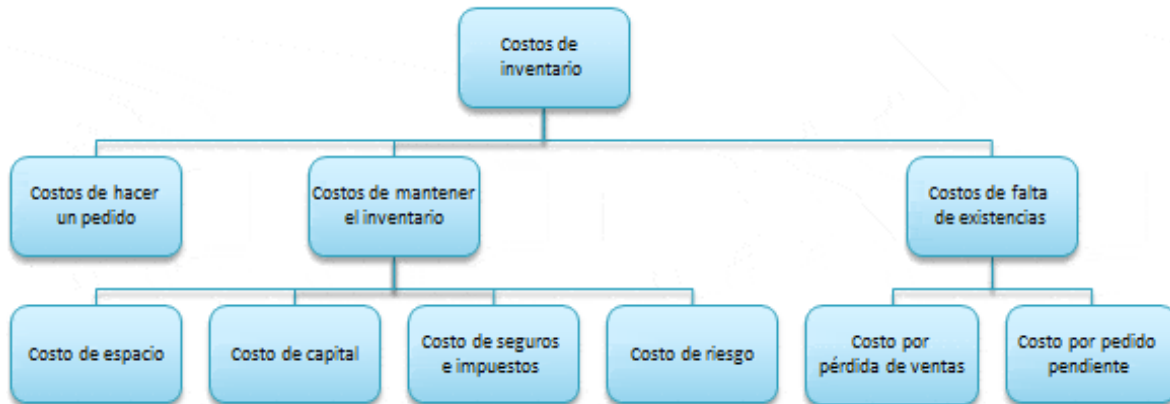 Costos de
inventario
Costos de hacer
un pedido
Costos de mantener
el inventario
Costos de falta
de existencias
Costo de espacio
Costo de capital
Costo de seguros
e impuestos
Costo de riesgo
Costo por
pérdida de ventas
Costo por pedido
pendiente